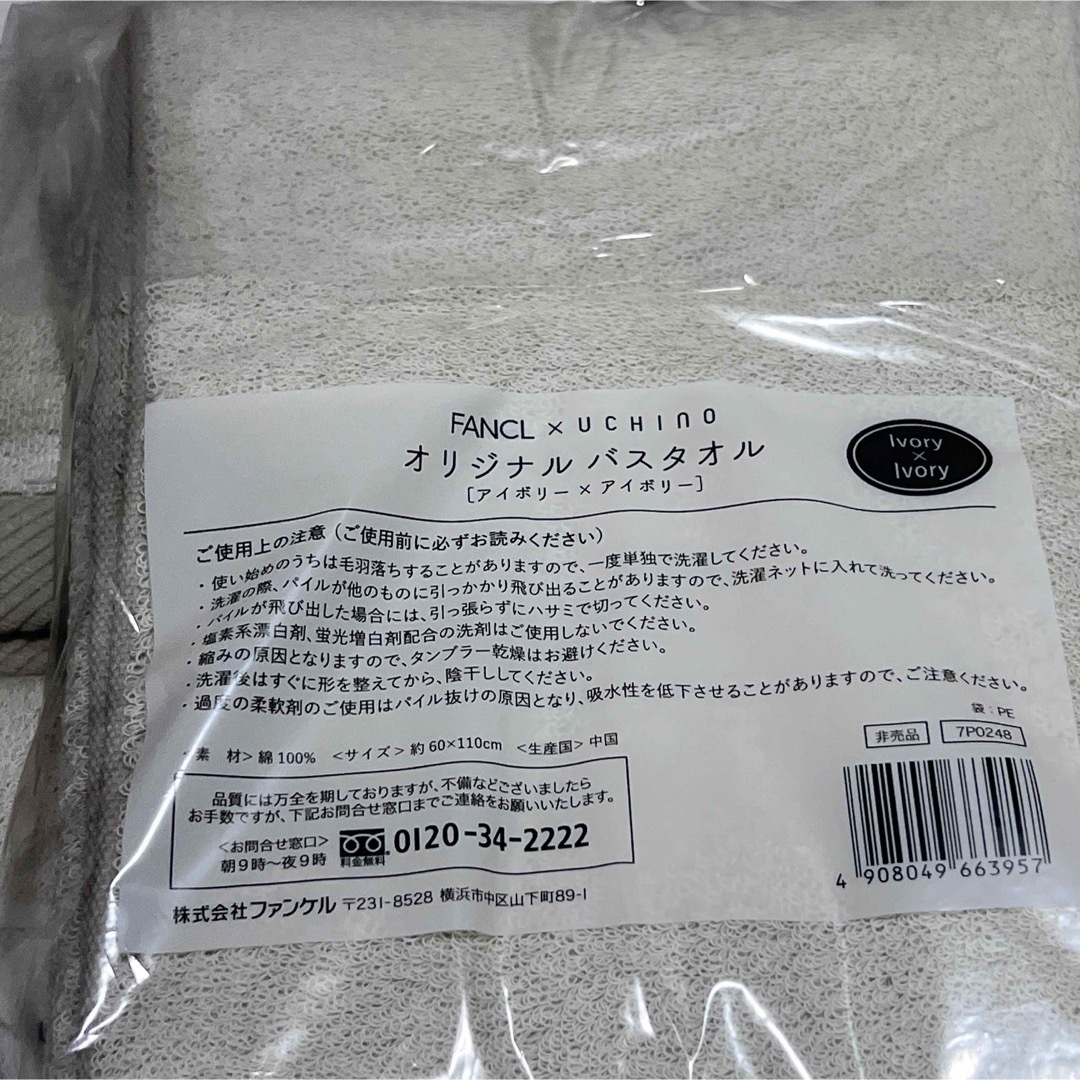 FANCL × UCHINO
オリジナル バスタオル
[アイボリー × アイボリー]
Ivory
×
Ivory
ご使用上の注意（ご使用前に必ずお読みください）
・使い始めのうちは毛羽落ちすることがありますので、一度単独で洗濯してください。
・洗濯の際、パイルが他のものに引っかかり飛び出ることがありますので、洗濯ネットに入れて洗ってください。
・パイルが飛び出した場合には、引っ張らずにハサミで切ってください。
・塩素系漂白剤、蛍光増白剤配合の洗剤はご使用しないでください。
・縮みの原因となりますので、タンブラー乾燥はお避けください。
・洗濯後はすぐに形を整えてから、陰干ししてください。
・過度の柔軟剤のご使用はパイル抜けの原因となり、吸水性を低下させることがありますので、ご注意ください。
袋：PE
＜素 材＞綿100% ＜サイズ＞約60×110cm ＜生産国＞中国
非売品 7P0248
品質には万全を期しておりますが、不備などございましたら
お手数ですが、下記お問合せ窓口までご連絡をお願いいたします。
＜お問合せ窓口＞
朝9時〜夜9時
料金無料
0120-34-2222
4 908049 663957
株式会社ファンケル 〒231-8528 横浜市中区山下町89-1